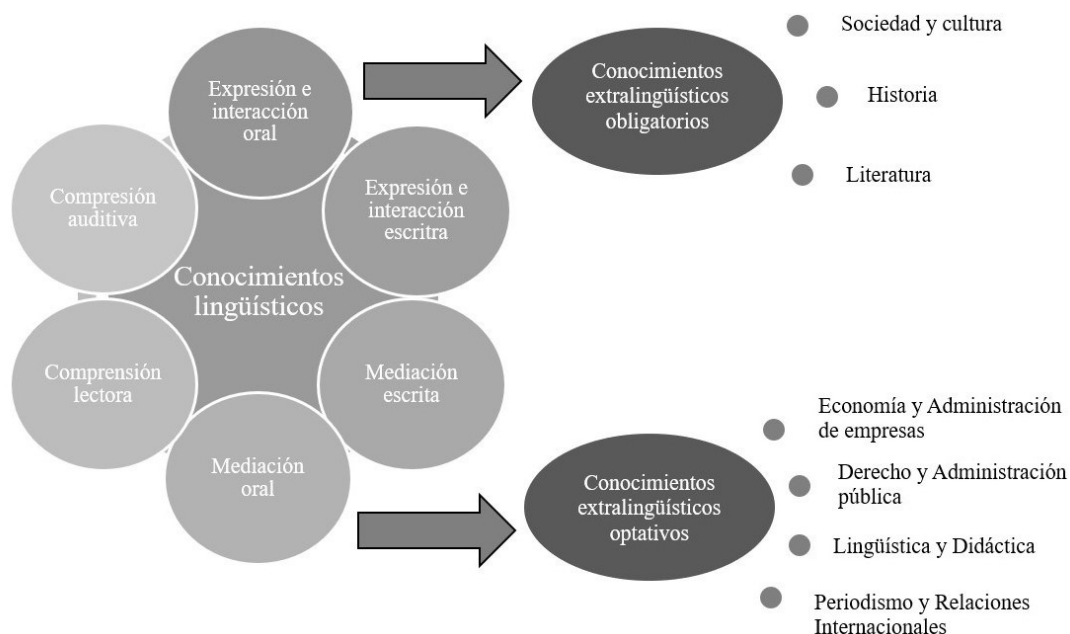 Expresión e
interacción
oral
Expresión e
interacción
escritra
Mediación
escrita
Mediación
oral
Comprensión
lectora
Compresión
auditiva
Conocimientos
lingüísticos
Conocimientos
extralingüísticos
obligatorios
Sociedad y cultura
Historia
Literatura
Conocimientos
extralingüísticos
optativos
Economía y Administración
de empresas
Derecho y Administración
pública
Lingüística y Didáctica
Periodismo y Relaciones
Internacionales